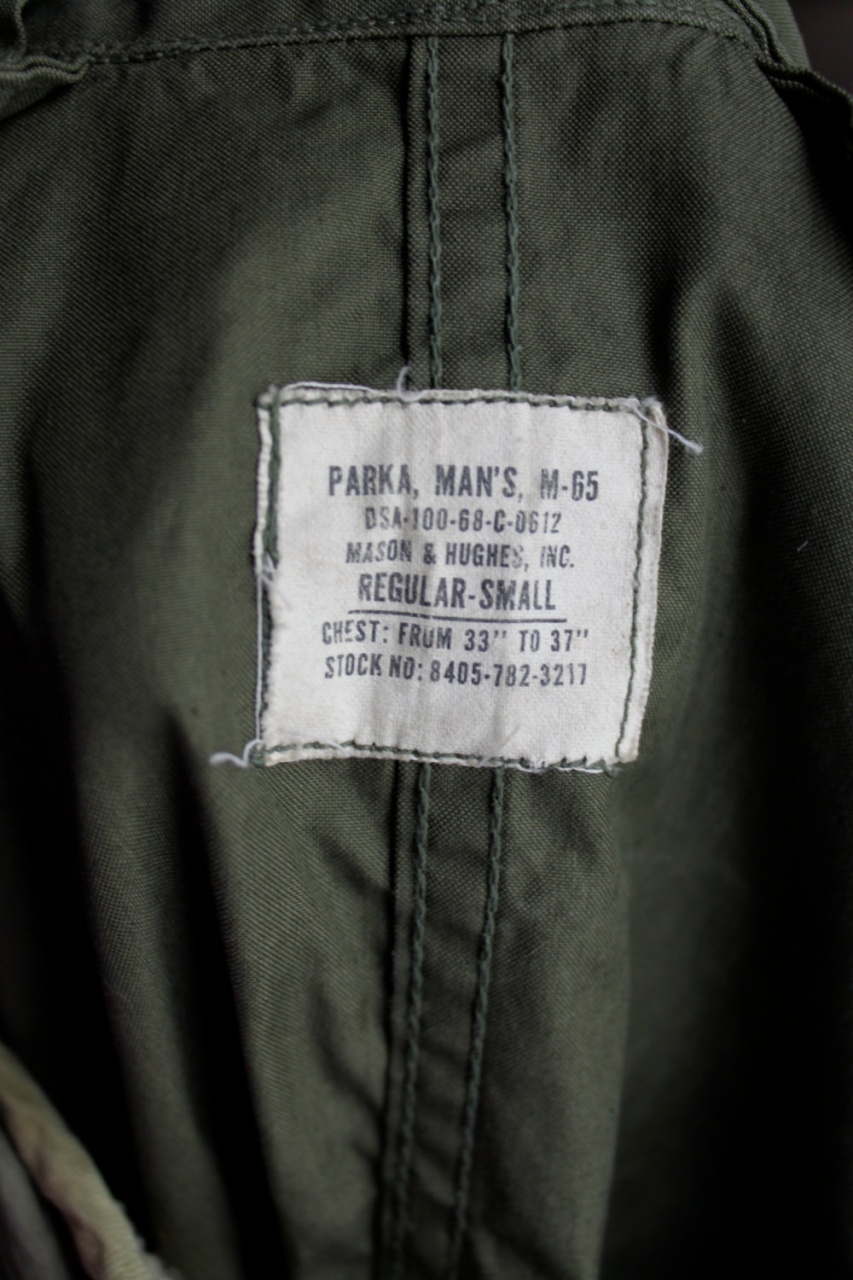 PARKA, MAN'S, M-65
DSA-100-68-C-0612
MASON & HUGHES, INC.
REGULAR-SMALL
CHEST: FROM 33" TO 37"
STOCK NO: 8405-782-3217